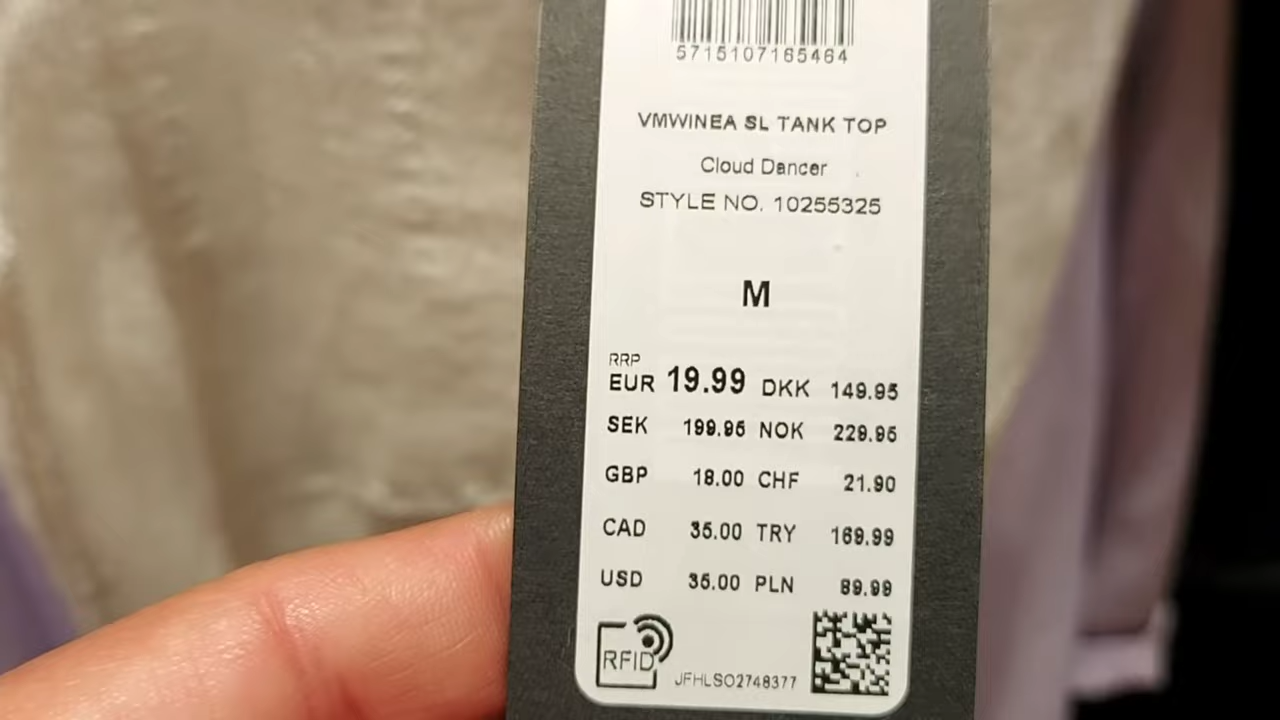 5715107165464
VMWINEA SL TANK TOP
Cloud Dancer
STYLE NO. 10255325
M
RRP
EUR 19.99 DKK 149.95
SEK 199.95 NOK 229.95
GBP 18.00 CHF 21.90
CAD 35.00 TRY 169.99
USD 35.00 PLN 89.99
RFID JFHLSO2748377